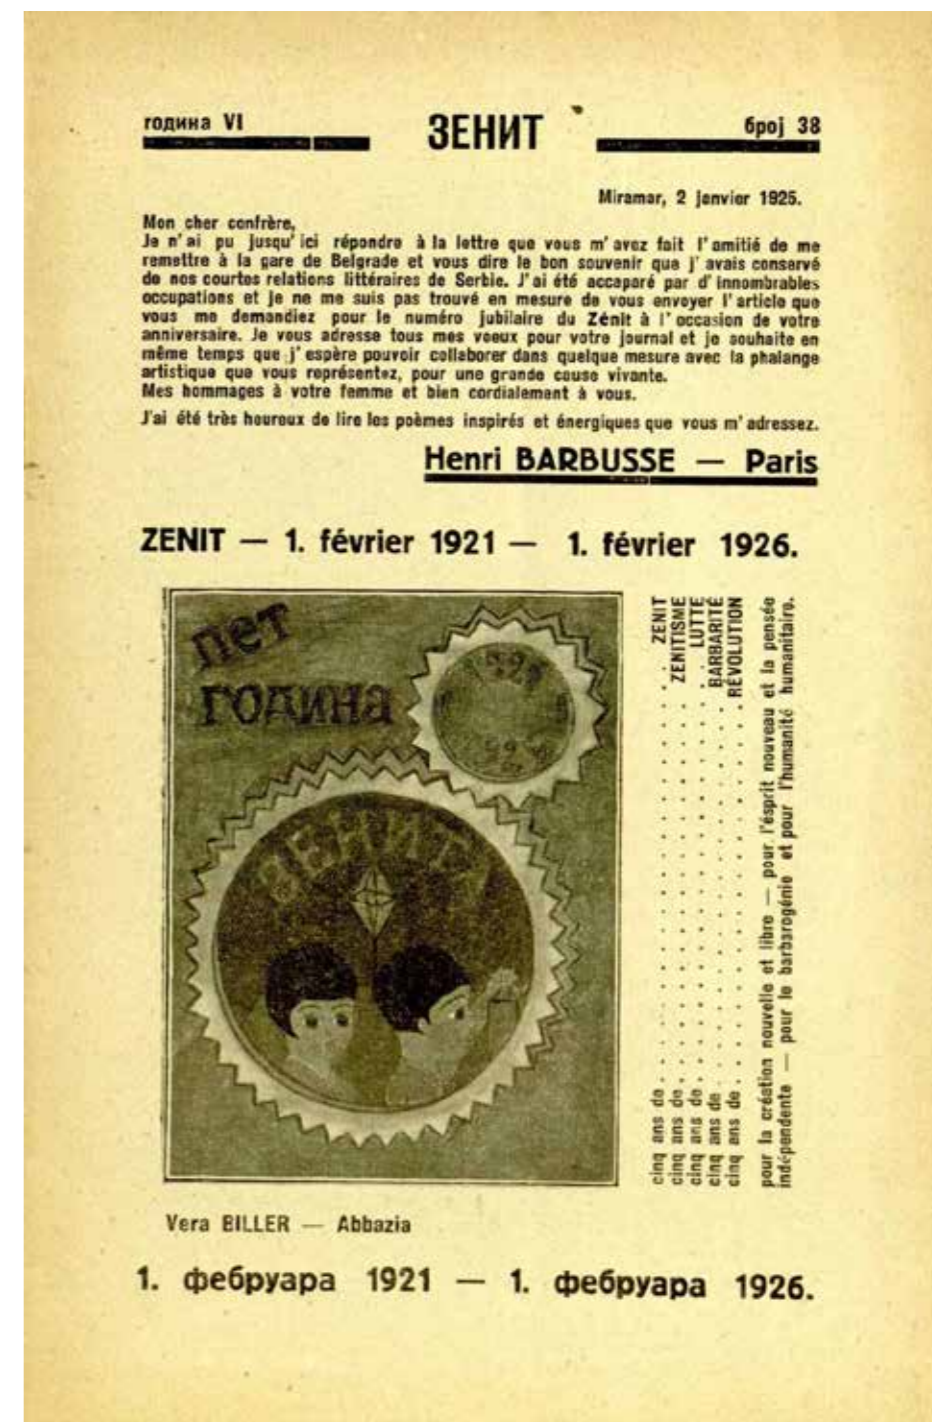 година VI
ЗЕНИТ
број 38
Miramar, 2 janvier 1925.
Mon cher confrère,
Je n'ai pu jusqu'ici répondre à la lettre que vous m'avez fait l'amitié de me
remettre à la gare de Belgrade et vous dire le bon souvenir que j'avais conservé
de nos courtes relations littéraires de Serbie. J'ai été accaparé par d'innombrables
occupations et je ne me suis pas trouvé en mesure de vous envoyer l'article que
vous me demandiez pour le numéro jubilaire du Zénit à l'occasion de votre
anniversaire. Je vous adresse tous mes voeux pour votre journal et je souhaite en
même temps que j'espère pouvoir collaborer dans quelque mesure avec la phalange
artistique que vous représentez, pour une grande cause vivante.
Mes hommages à votre femme et bien cordialement à vous.
J'ai été très heureux de lire les poèmes inspirés et énergiques que vous m'adressez.
Henri BARBUSSE — Paris
ZENIT — 1. février 1921 — 1. février 1926.
пет
година
ЗЕНИТА
cinq ans de . . . . . . . . . . ZENIT
cinq ans de . . . . . . . . . . ZENITISME
cinq ans de . . . . . . . . . . LUTTE
cinq ans de . . . . . . . . . . BARBARITÉ
cinq ans de . . . . . . . . . . RÉVOLUTION
pour la création nouvelle et libre — pour l'ésprit nouveau et la pensée
indépendente — pour le barbarogénie et pour l'humanité humanitaire.
Vera BILLER — Abbazia
1. фебруара 1921 — 1. фебруара 1926.